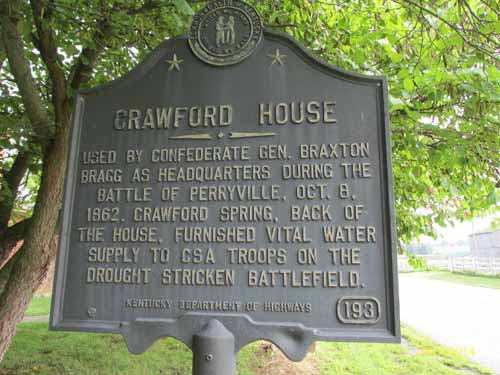 CRAWFORD HOUSE
USED BY CONFEDERATE GEN. BRAXTON
BRAGG AS HEADQUARTERS DURING THE
BATTLE OF PERRYVILLE, OCT. 8,
1862. CRAWFORD SPRING, BACK OF
THE HOUSE, FURNISHED VITAL WATER
SUPPLY TO CSA TROOPS ON THE
DROUGHT STRICKEN BATTLEFIELD.
KENTUCKY DEPARTMENT OF HIGHWAYS
193